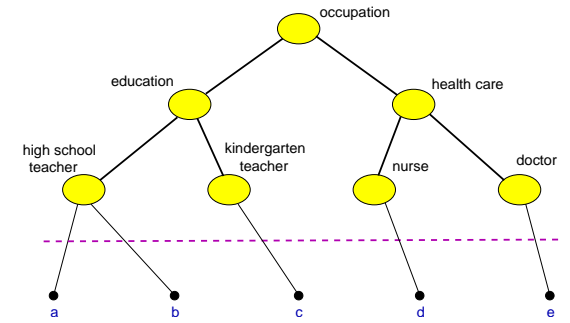 occupation
education
health care
high school
teacher
kindergarten
teacher
nurse
doctor
a
b
c
d
e